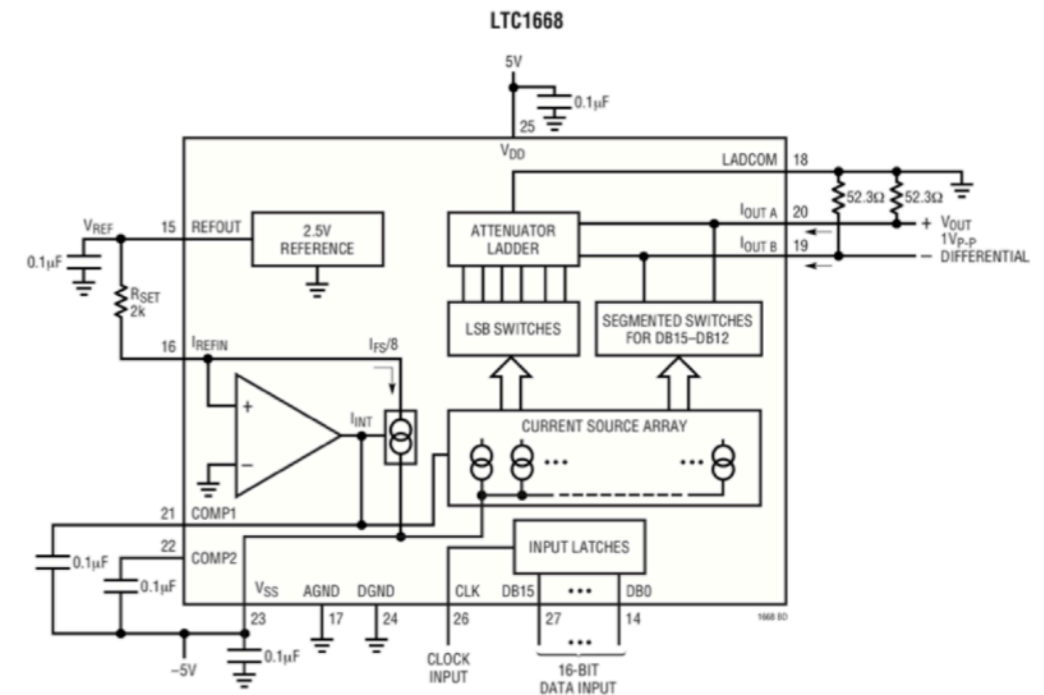 LTC1668
5V
0.1µF
25
VDD
LADCOM
18
52.3Ω
52.3Ω
VREF
15
REFOUT
2.5V
REFERENCE
ATTENUATOR
LADDER
IOUT A
20
+
VOUT
1VP-P
DIFFERENTIAL
IOUT B
19
–
0.1µF
RSET
2k
LSB SWITCHES
SEGMENTED SWITCHES
FOR DB15–DB12
16
IREFIN
IFS/8
+
–
IINT
CURRENT SOURCE ARRAY
•••
•••
21
COMP1
22
COMP2
0.1µF
0.1µF
INPUT LATCHES
VSS
AGND
DGND
CLK
DB15
•••
DB0
23
17
24
26
27
14
1668 BD
–5V
0.1µF
CLOCK
INPUT
•••
16-BIT
DATA INPUT